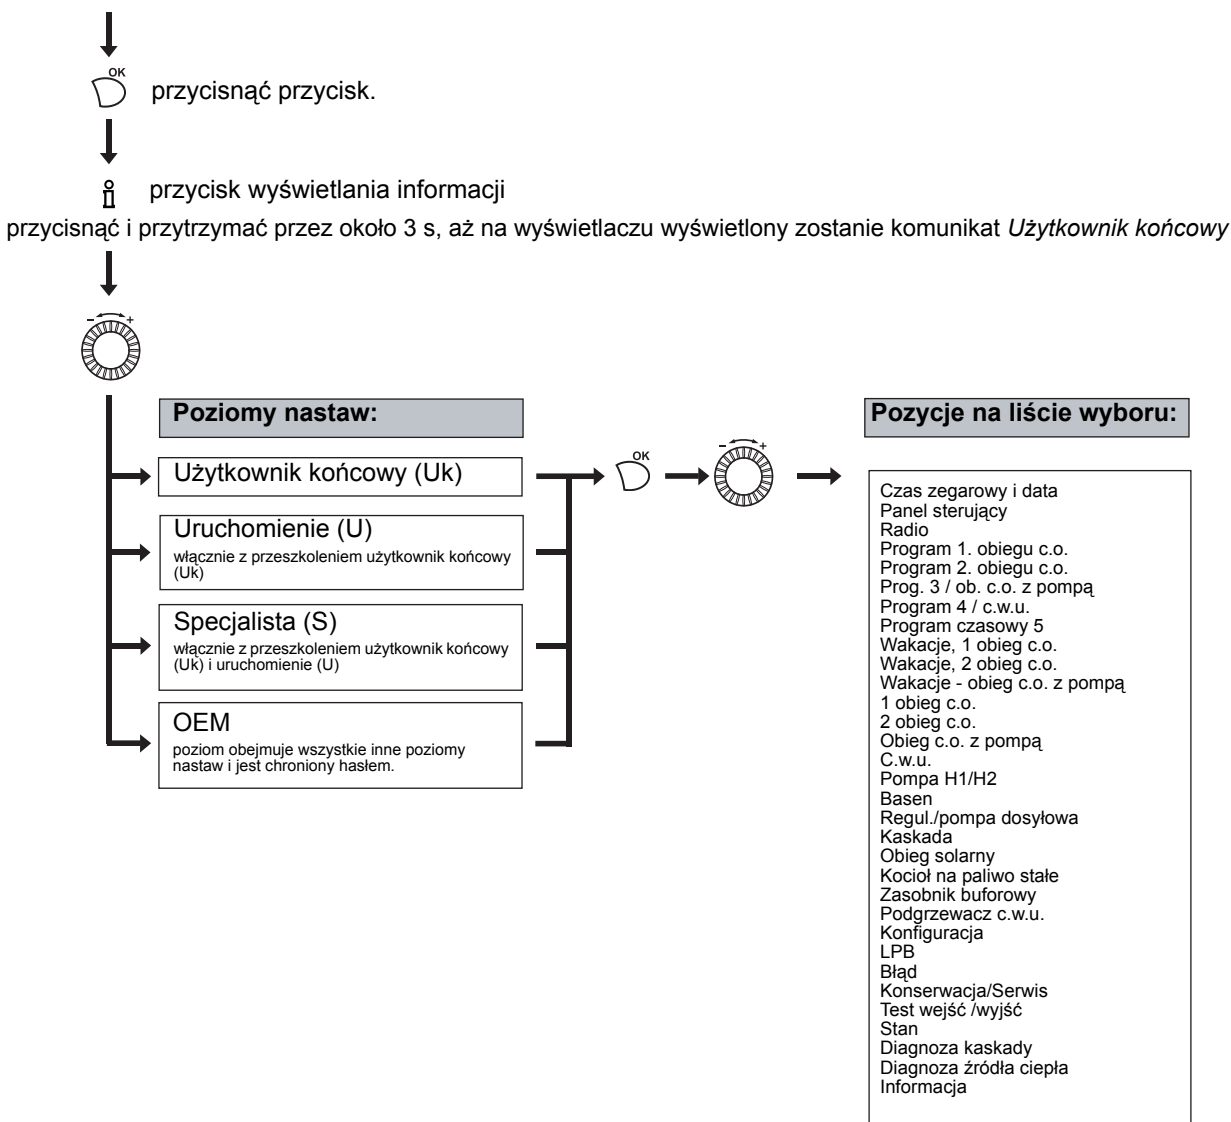 OK
przycisnąć przycisk.
przycisk wyświetlania informacji
przycisnąć i przytrzymać przez około 3 s, aż na wyświetlaczu wyświetlony zostanie komunikat Użytkownik końcowy
- +
Poziomy nastaw:
Użytkownik końcowy (Uk)
Uruchomienie (U)
włącznie z przeszkoleniem użytkownik końcowy
(Uk)
Specjalista (S)
włącznie z przeszkoleniem użytkownik końcowy
(Uk) i uruchomienie (U)
OEM
poziom obejmuje wszystkie inne poziomy
nastaw i jest chroniony hasłem.
OK
- +
Pozycje na liście wyboru:
Czas zegarowy i data
Panel sterujący
Radio
Program 1. obiegu c.o.
Program 2. obiegu c.o.
Prog. 3 / ob. c.o. z pompą
Program 4 / c.w.u.
Program czasowy 5
Wakacje, 1 obieg c.o.
Wakacje, 2 obieg c.o.
Wakacje - obieg c.o. z pompą
1 obieg c.o.
2 obieg c.o.
Obieg c.o. z pompą
C.w.u.
Pompa H1/H2
Basen
Regul./pompa dosyłowa
Kaskada
Obieg solarny
Kocioł na paliwo stałe
Zasobnik buforowy
Podgrzewacz c.w.u.
Konfiguracja
LPB
Błąd
Konserwacja/Serwis
Test wejść /wyjść
Stan
Diagnoza kaskady
Diagnoza źródła ciepła
Informacja